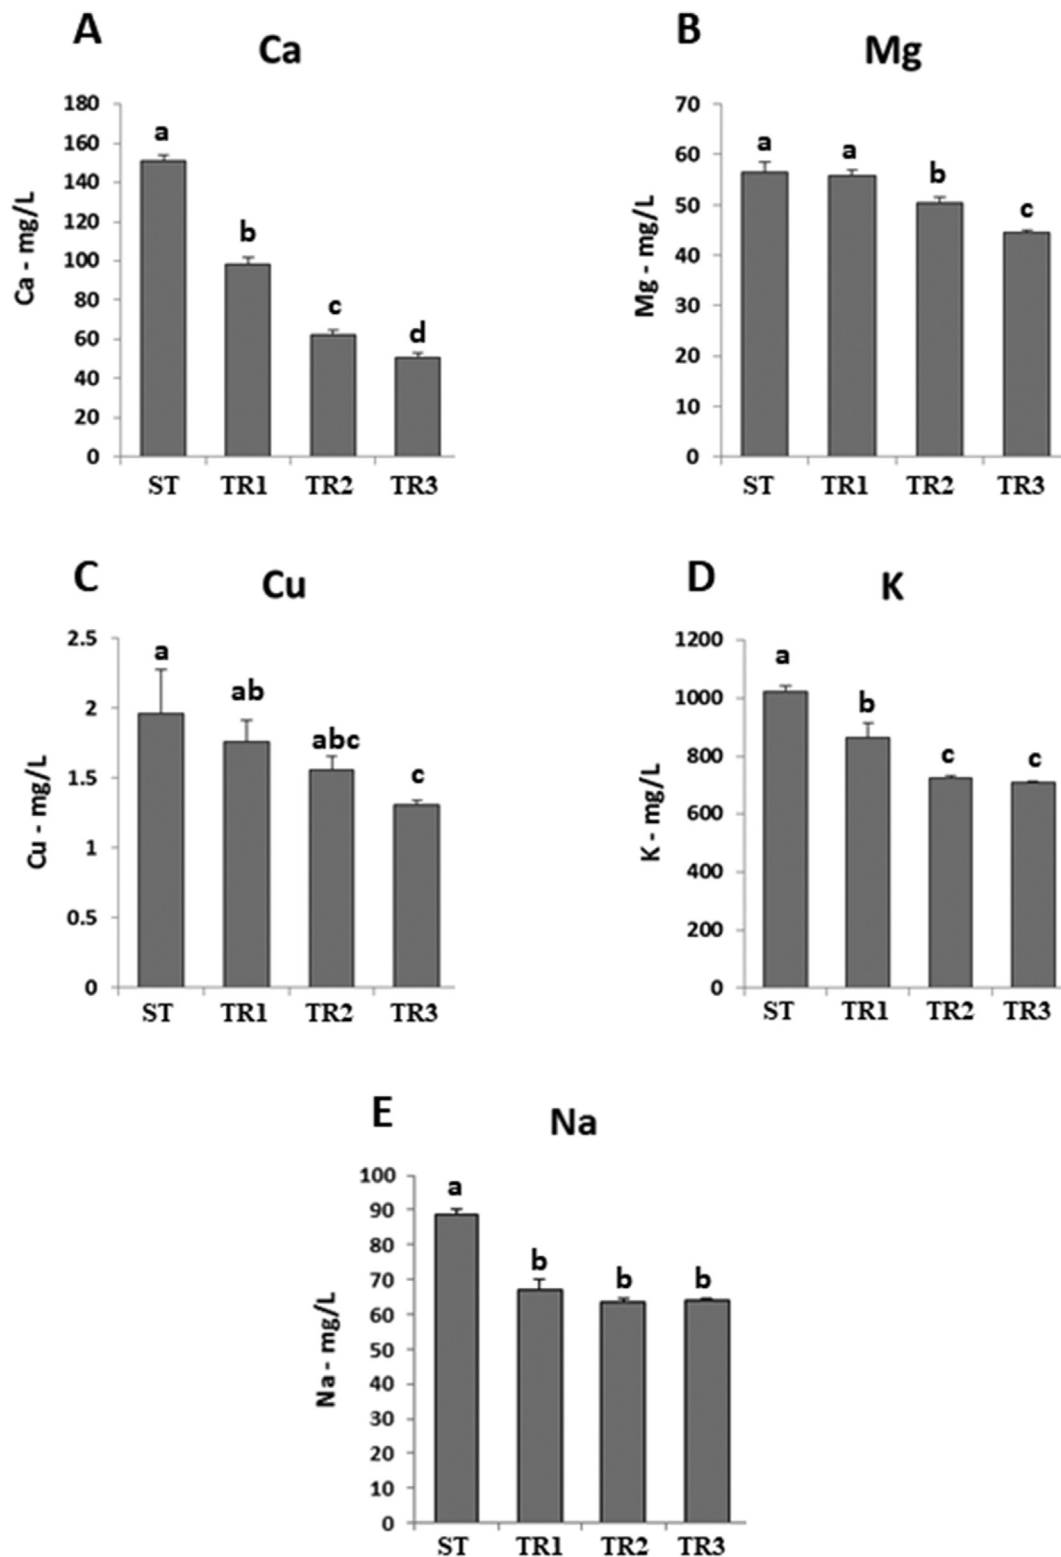 A
Ca
180
160
140
120
100
80
60
40
20
0
Ca - mg/L
a
b
c
d
ST TR1 TR2 TR3
B
Mg
70
60
50
40
30
20
10
0
Mg - mg/L
a
a
b
c
ST TR1 TR2 TR3
C
Cu
2.5
2
1.5
1
0.5
0
Cu - mg/L
a
ab
abc
c
ST TR1 TR2 TR3
D
K
1200
1000
800
600
400
200
0
K - mg/L
a
b
c
c
ST TR1 TR2 TR3
E
Na
100
90
80
70
60
50
40
30
20
10
0
Na - mg/L
a
b
b
b
ST TR1 TR2 TR3